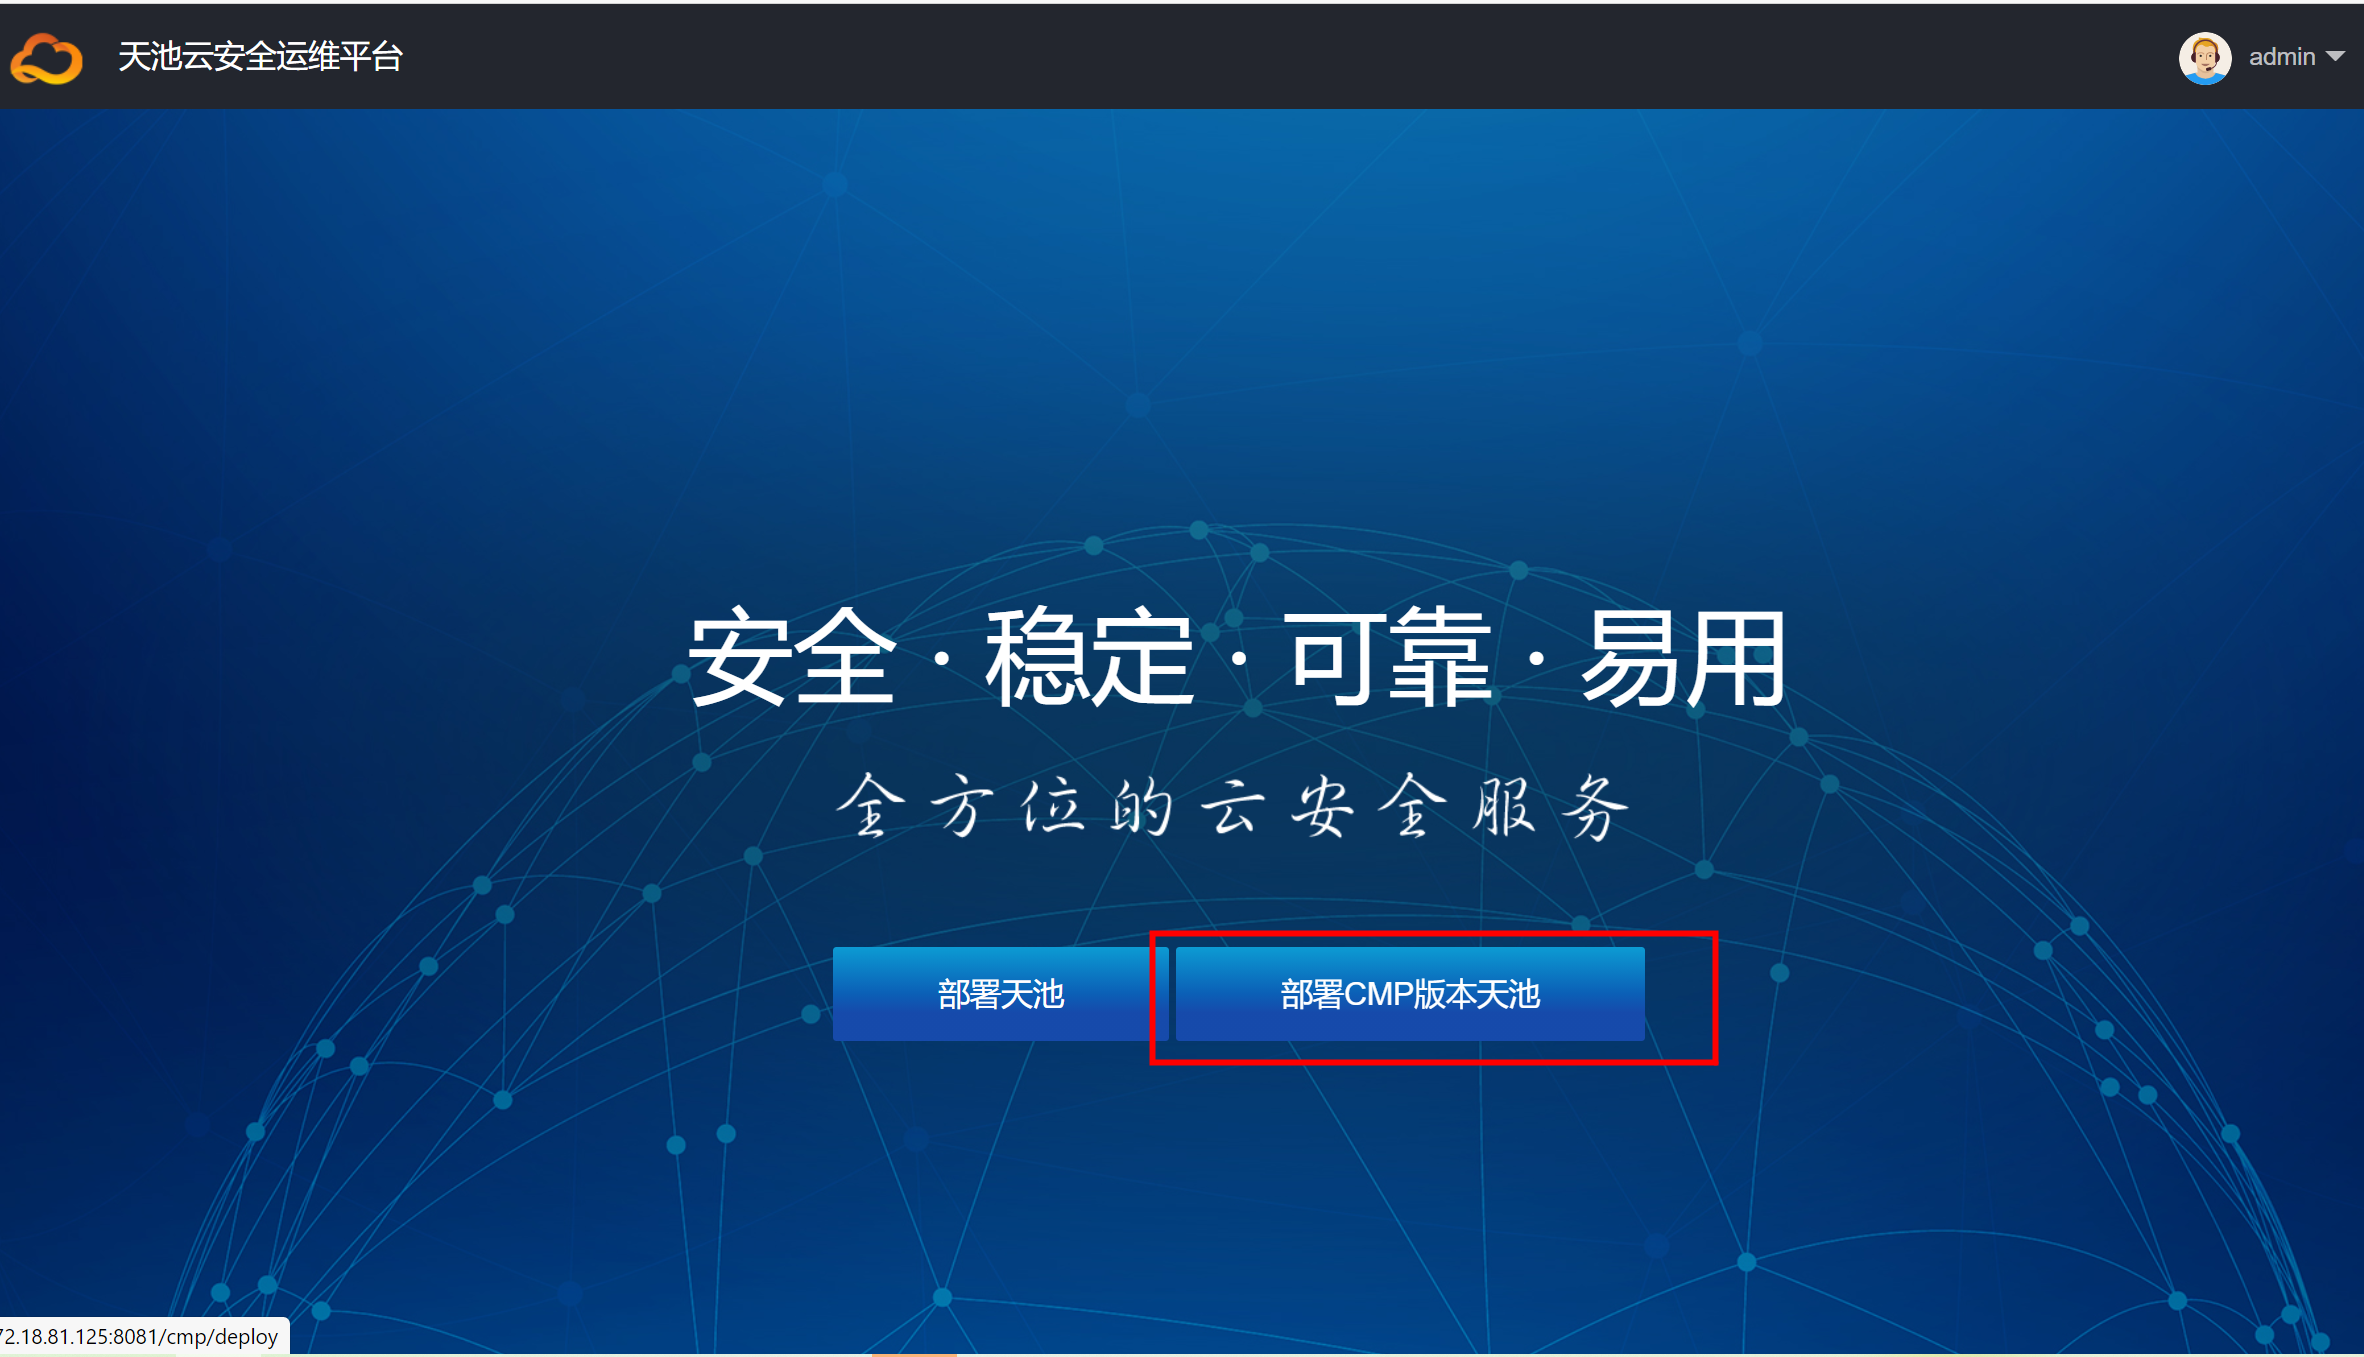 天池云安全运维平台
admin
安全 · 稳定 · 可靠 · 易用
全方位的云安全服务
部署天池
部署CMP版本天池
72.18.81.125:8081/cmp/deploy